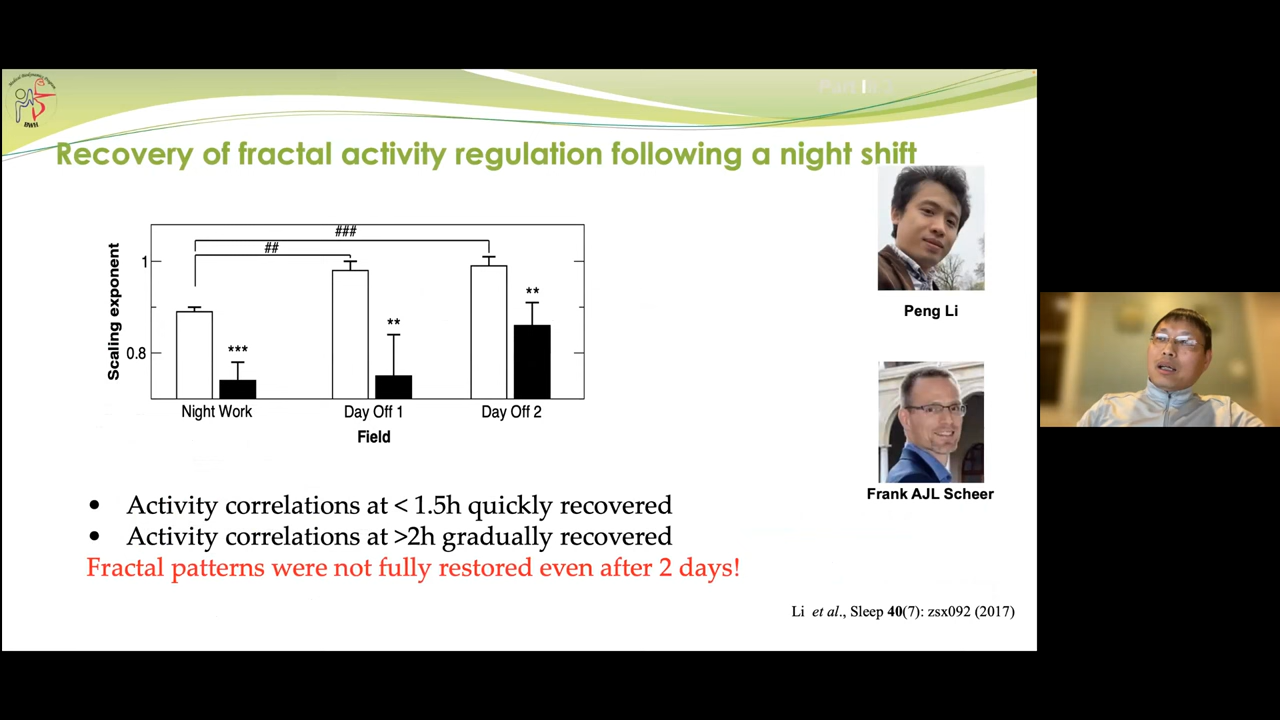 Part
Recovery of fractal activity regulation following a night shift
###
##
1
0.8
Scaling exponent
***
**
**
Night Work
Day Off 1
Day Off 2
Field
Peng Li
Frank AJL Scheer
• Activity correlations at < 1.5h quickly recovered
• Activity correlations at >2h gradually recovered
Fractal patterns were not fully restored even after 2 days!
Li et al., Sleep 40(7): zsx092 (2017)
BWH